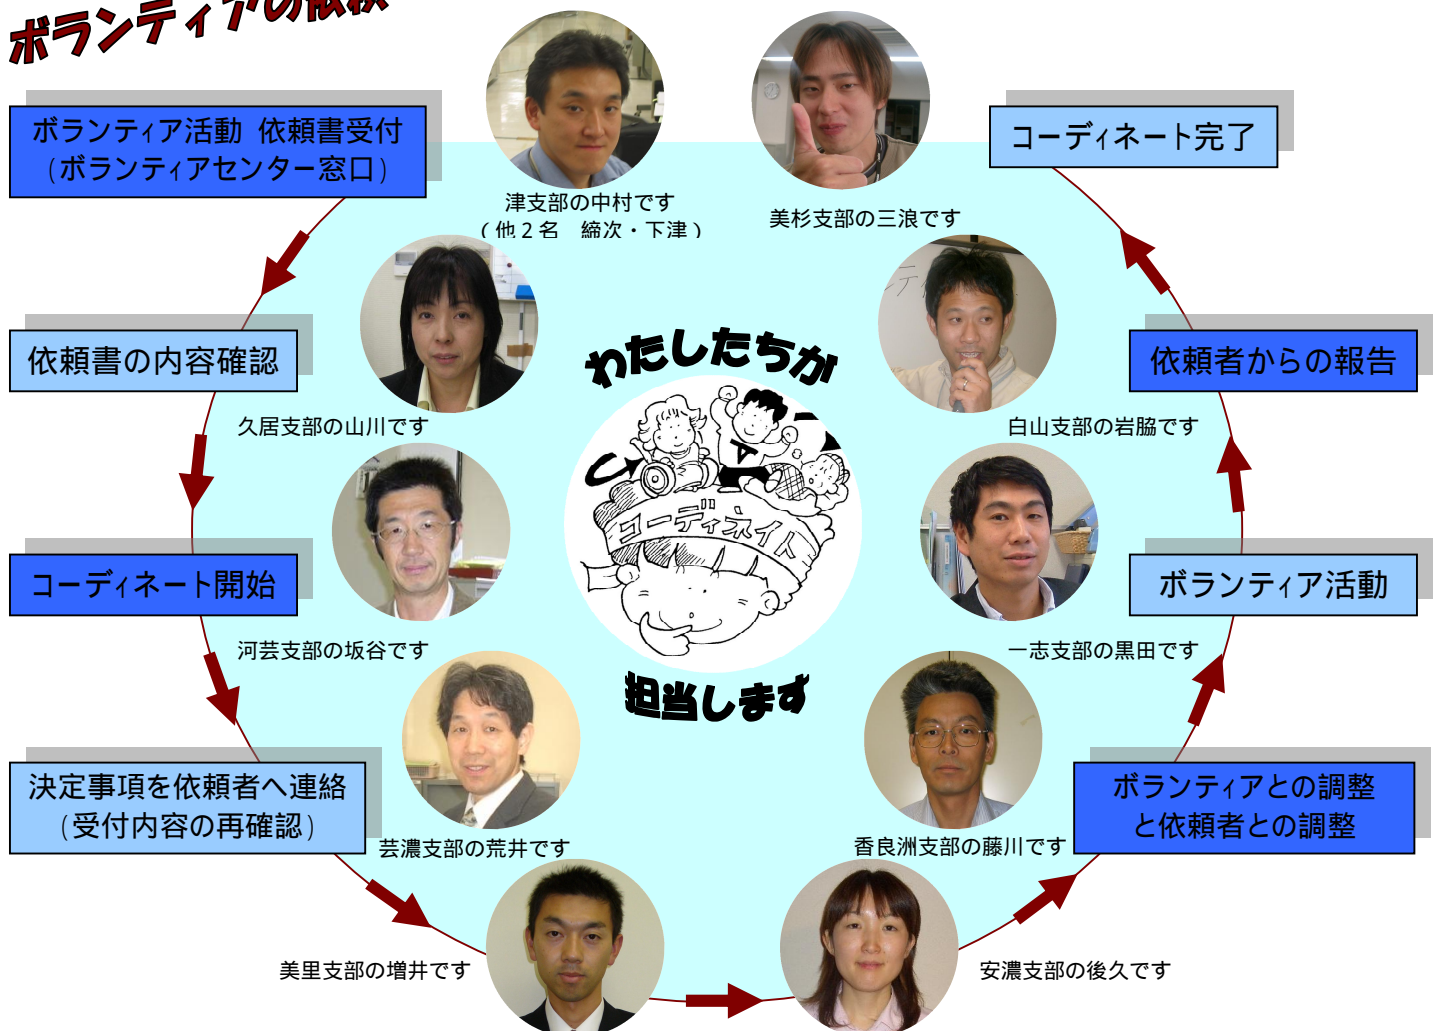 ボランティアの依頼
ボランティア活動 依頼書受付
(ボランティアセンター窓口)
依頼書の内容確認
コーディネート開始
決定事項を依頼者へ連絡
(受付内容の再確認)
ボランティアとの調整
と依頼者との調整
ボランティア活動
依頼者からの報告
コーディネート完了
津支部の中村です
(他2名 締次・下津)
美杉支部の三浪です
久居支部の山川です
白山支部の岩脇です
河芸支部の坂谷です
一志支部の黒田です
芸濃支部の荒井です
香良洲支部の藤川です
美里支部の増井です
安濃支部の後久です
わたしたちが
コーディネイト
担当します